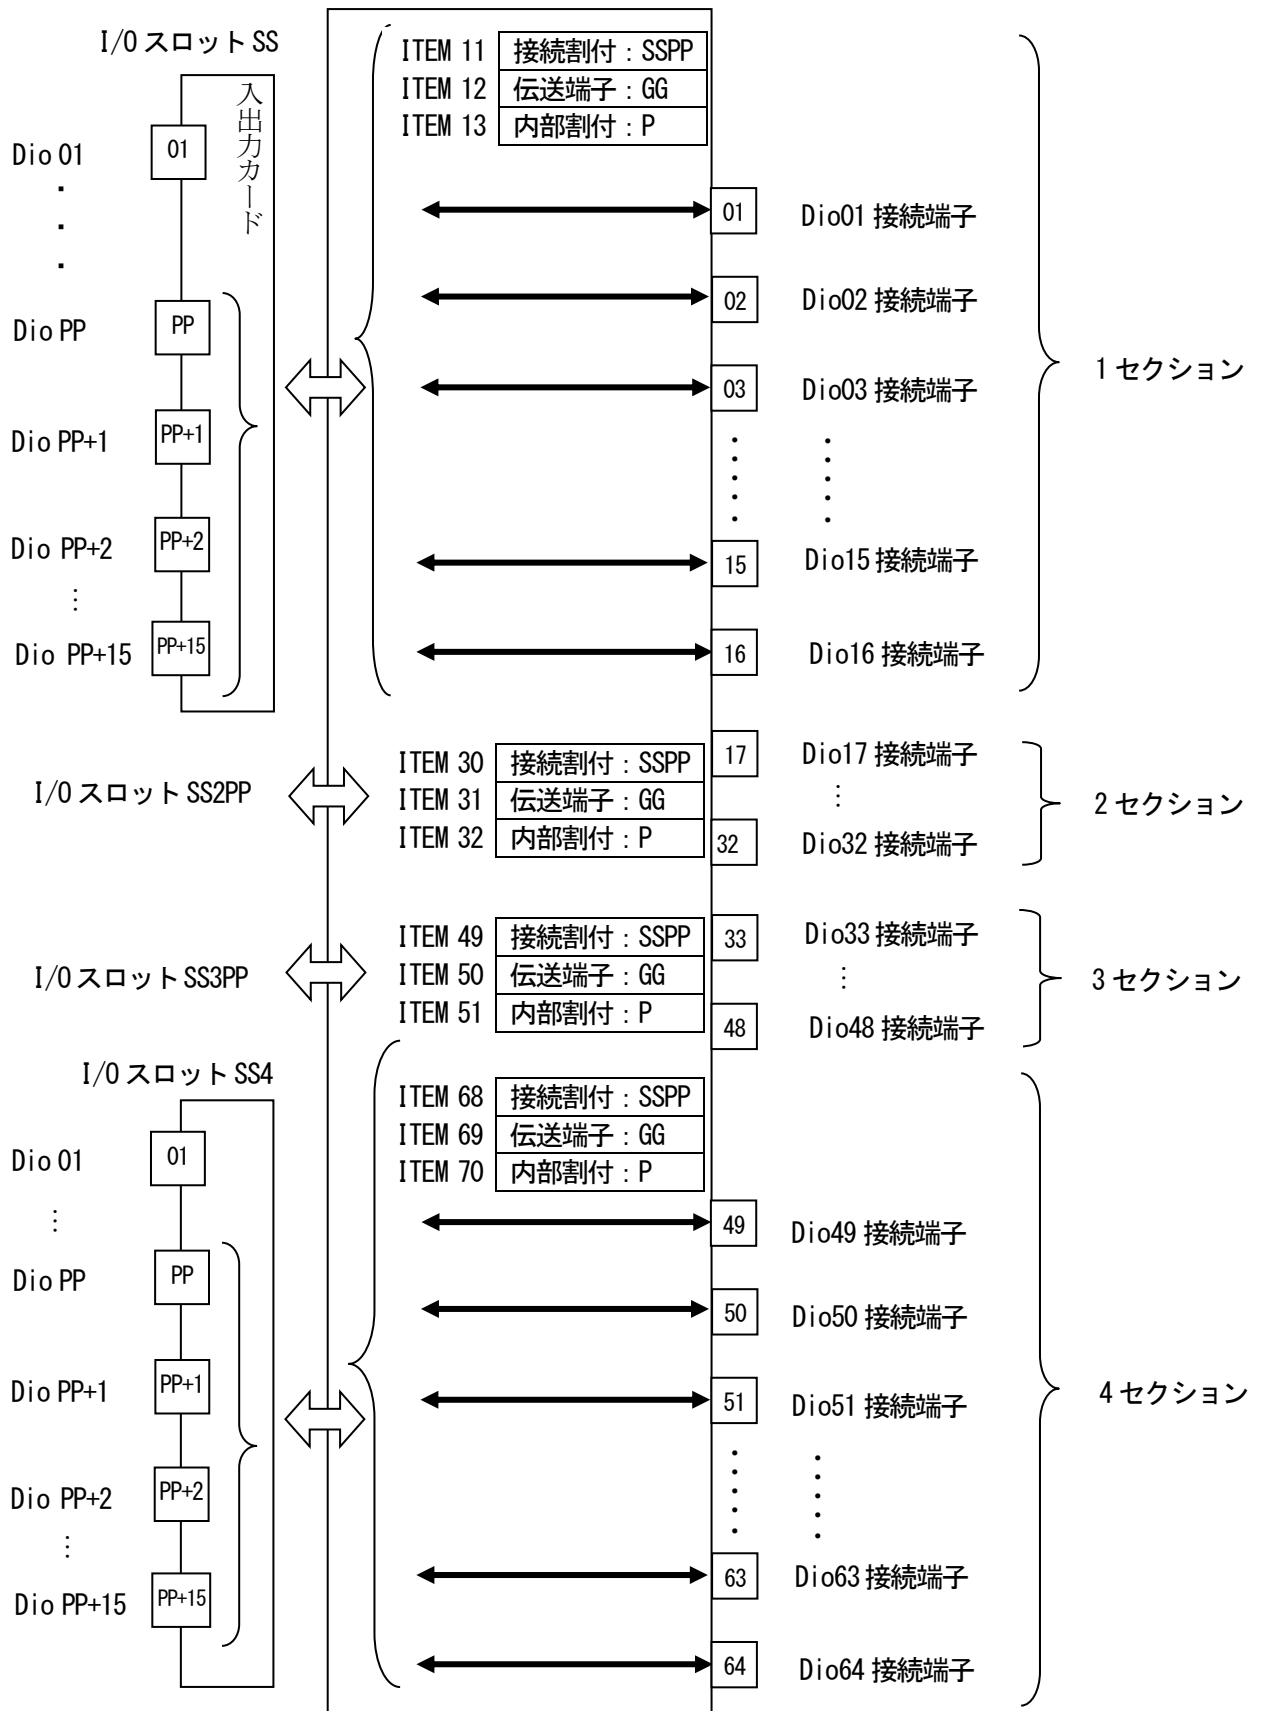 I/O スロット SS
入出力カード
Dio 01
01
Dio PP
PP
Dio PP+1
PP+1
Dio PP+2
PP+2
Dio PP+15
PP+15
ITEM 11 接続割付:SSPP
ITEM 12 伝送端子:GG
ITEM 13 内部割付:P
01 Dio01 接続端子
02 Dio02 接続端子
03 Dio03 接続端子
15 Dio15 接続端子
16 Dio16 接続端子
1 セクション
I/O スロット SS2PP
ITEM 30 接続割付:SSPP
ITEM 31 伝送端子:GG
ITEM 32 内部割付:P
17 Dio17 接続端子
32 Dio32 接続端子
2 セクション
I/O スロット SS3PP
ITEM 49 接続割付:SSPP
ITEM 50 伝送端子:GG
ITEM 51 内部割付:P
33 Dio33 接続端子
48 Dio48 接続端子
3 セクション
I/O スロット SS4
Dio 01
01
Dio PP
PP
Dio PP+1
PP+1
Dio PP+2
PP+2
Dio PP+15
PP+15
ITEM 68 接続割付:SSPP
ITEM 69 伝送端子:GG
ITEM 70 内部割付:P
49 Dio49 接続端子
50 Dio50 接続端子
51 Dio51 接続端子
63 Dio63 接続端子
64 Dio64 接続端子
4 セクション